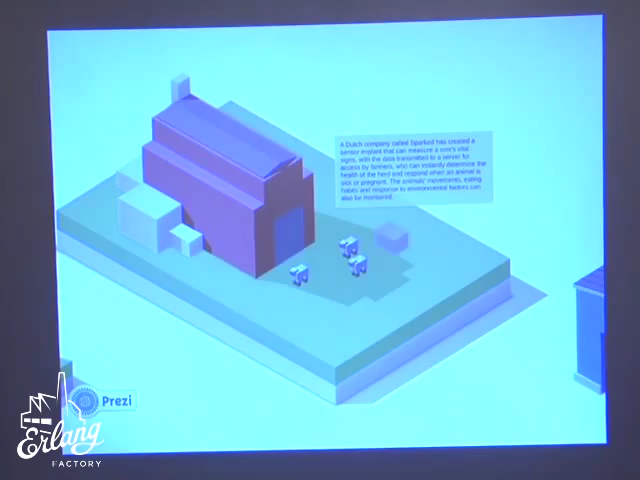 A Dutch company called Sparked has created a
sensor implant that can measure a cow's vital
signs, with the data transmitted to a server for
access by farmers, who can instantly determine the
health of the herd and respond when an animal is
sick or pregnant. The animals' movements, eating
habits and response to environmental factors can
also be monitored.
Prezi
Erlang
FACTORY